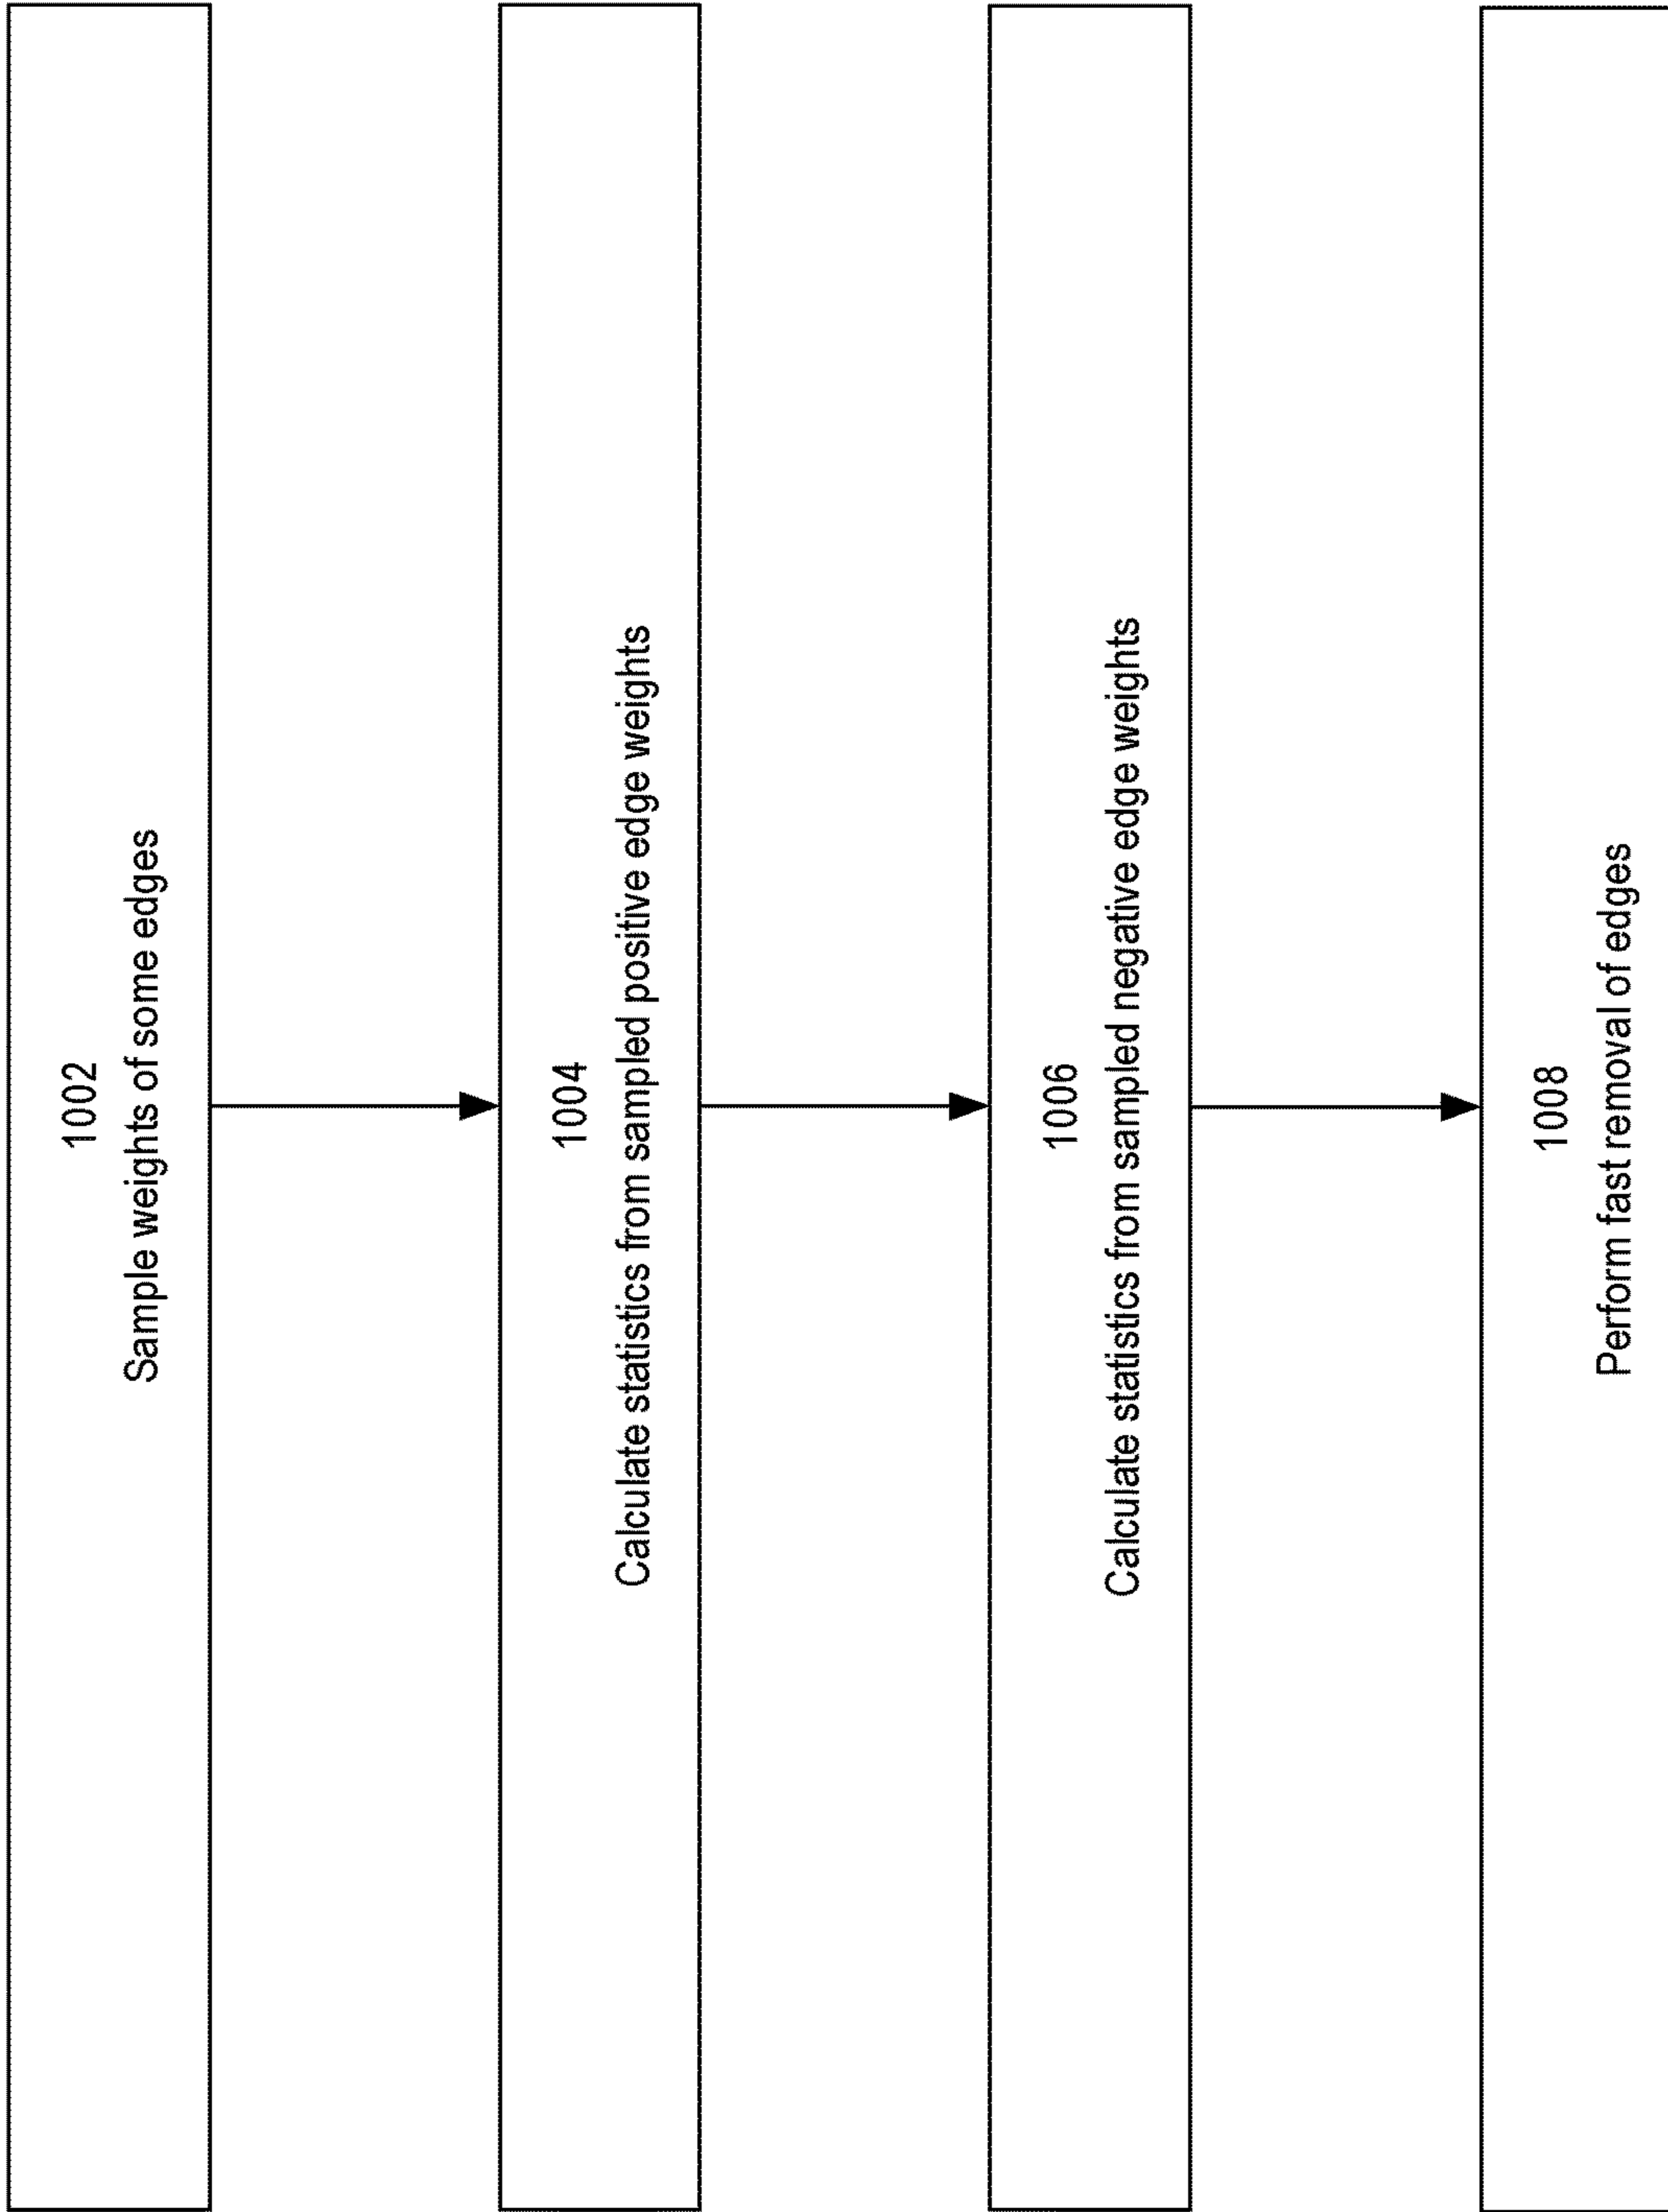 1002
Sample weights of some edges
1004
Calculate statistics from sampled positive edge weights
1006
Calculate statistics from sampled negative edge weights
1008
Perform fast removal of edges